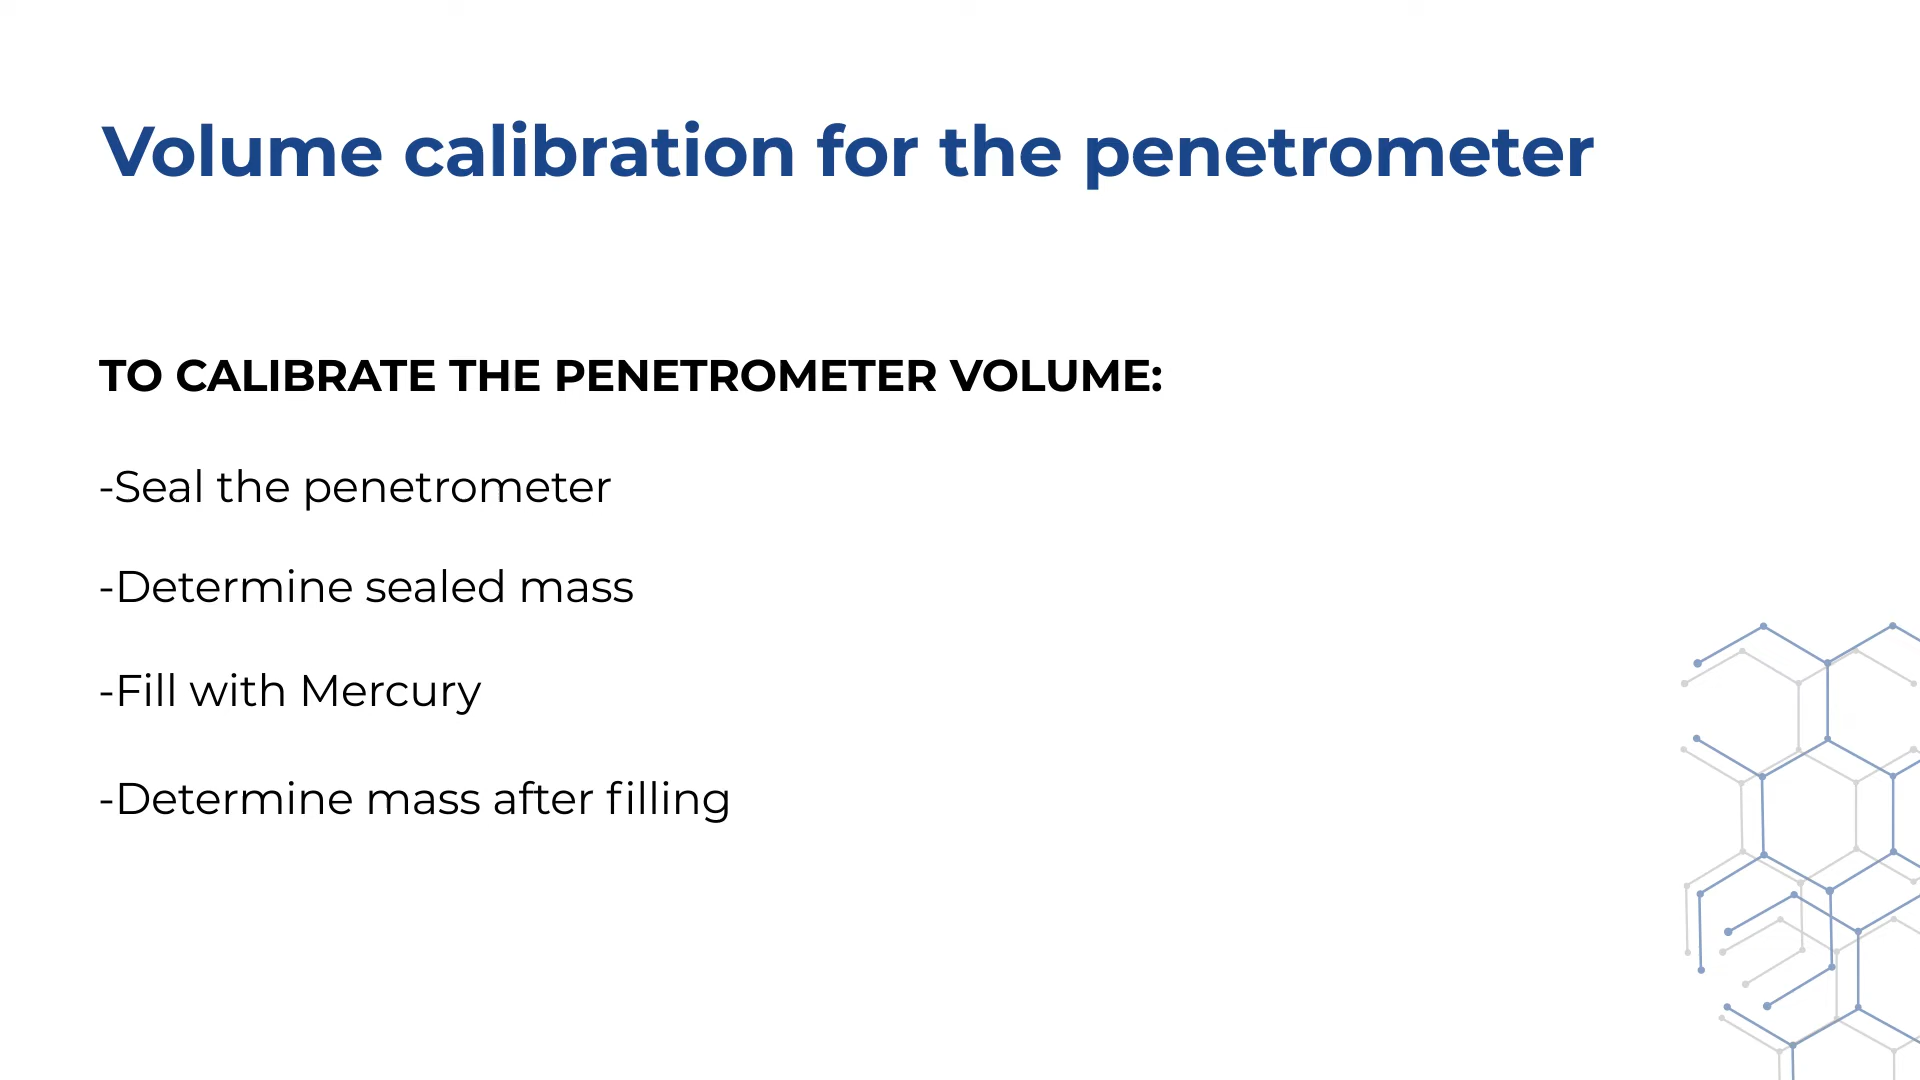 Volume calibration for the penetrometer
TO CALIBRATE THE PENETROMETER VOLUME:
-Seal the penetrometer
-Determine sealed mass
-Fill with Mercury
-Determine mass after filling